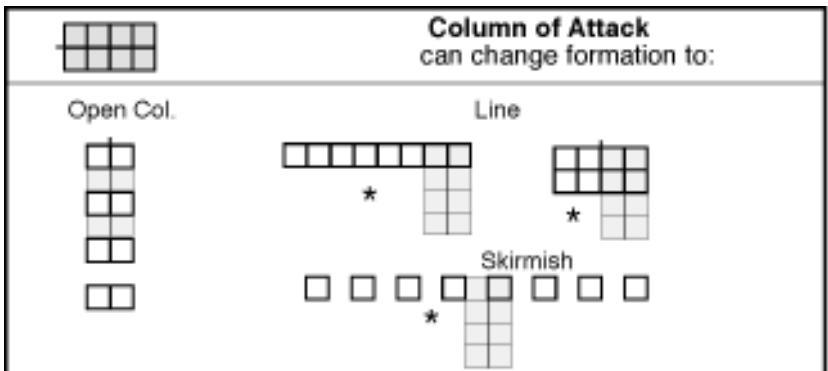 Column of Attack
can change formation to:
Open Col.
Line
*
*
Skirmish
*